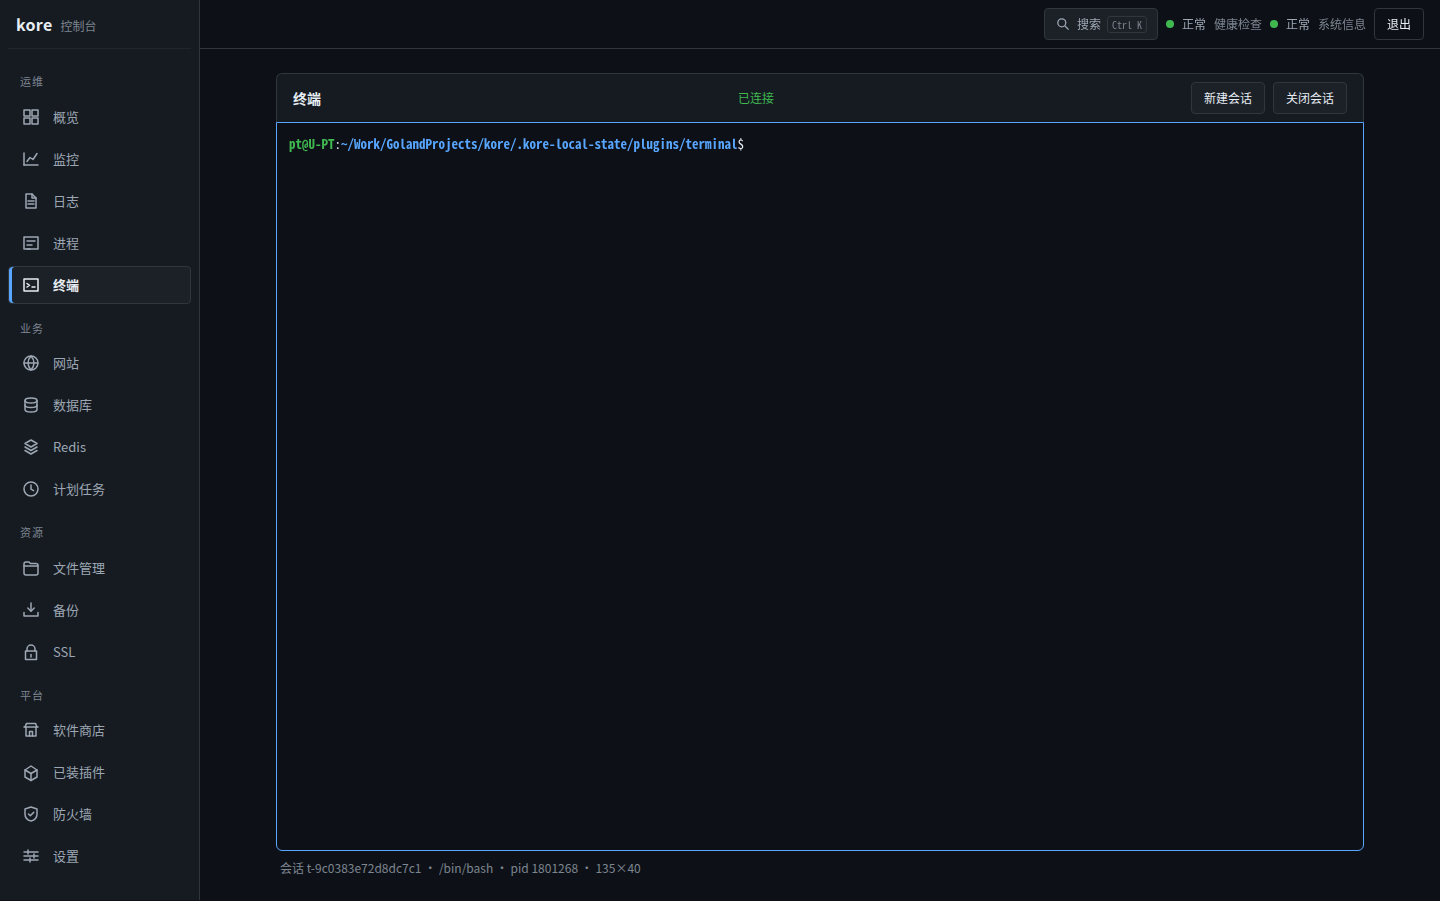 kore 控制台
搜索 Ctrl K 正常 健康检查 正常 系统信息 退出
运维
概览
监控
日志
进程
终端
业务
网站
数据库
Redis
计划任务
资源
文件管理
备份
SSL
平台
软件商店
已装插件
防火墙
设置
终端 已连接 新建会话 关闭会话
pt@U-PT:~/Work/GolandProjects/kore/.kore-local-state/plugins/terminal$
会话 t-9c0383e72d8dc7c1 · /bin/bash · pid 1801268 · 135×40